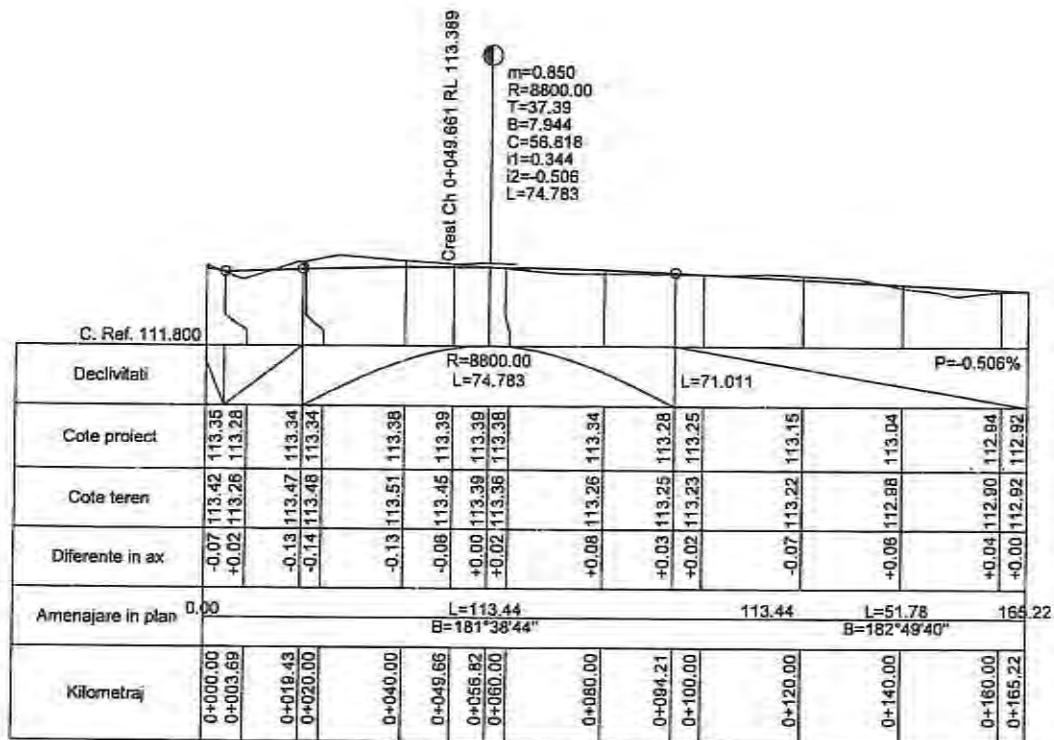 Crest Ch 0+049.661 RL 113.389
m=0.850
R=8800.00
T=37.39
B=7.944
C=56.818
i1=0.344
i2=-0.506
L=74.783
C. Ref. 111.800
Declivitati
R=8800.00
L=74.783
L=71.011
P=-0.506%
Cote proiect 113.35 113.28 113.34 113.34 113.38 113.39 113.39 113.38 113.34 113.28 113.25 113.15 113.04 112.94 112.92
Cote teren 113.42 113.26 113.47 113.48 113.51 113.45 113.39 113.36 113.26 113.25 113.23 113.22 112.98 112.90 112.92
Diferente in ax -0.07 +0.02 -0.13 -0.14 -0.13 -0.06 +0.00 +0.02 +0.08 +0.03 +0.02 -0.07 +0.06 +0.04 +0.00
Amenajare in plan 0.00 L=113.44 113.44 L=51.78 165.22
B=181°38'44" B=182°49'40"
Kilometraj 0+000.00 0+003.69 0+019.43 0+020.00 0+040.00 0+049.66 0+056.82 0+060.00 0+080.00 0+094.21 0+100.00 0+120.00 0+140.00 0+160.00 0+165.22